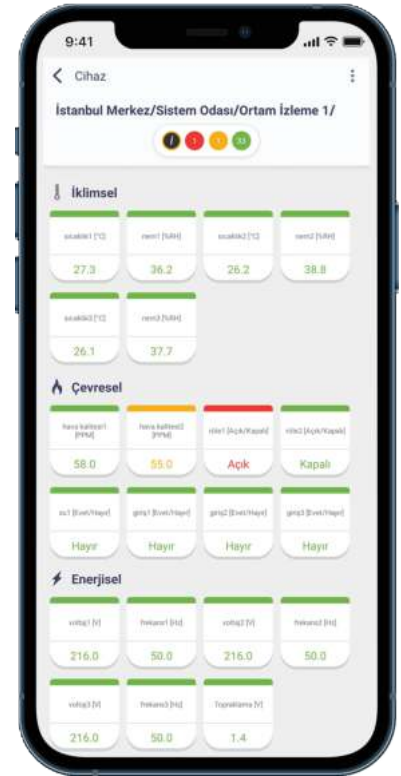 9:41
Cihaz
İstanbul Merkez/Sistem Odası/Ortam İzleme 1/
i 1 1 33
İklimsel
sıcaklık1 [°C] nem1 [%RH] sıcaklık2 [°C] nem2 [%RH]
27.3 36.2 26.2 38.8
sıcaklık3 [°C] nem3 [%RH]
26.1 37.7
Çevresel
hava kalitesi1 [PPM] hava kalitesi2 [PPM] röle1 [Açık/Kapalı] röle2 [Açık/Kapalı]
58.0 55.0 Açık Kapalı
su1 [Evet/Hayır] giriş1 [Evet/Hayır] giriş2 [Evet/Hayır] giriş3 [Evet/Hayır]
Hayır Hayır Hayır Hayır
Enerjisel
voltaj1 [V] frekans1 [Hz] voltaj2 [V] frekans2 [Hz]
216.0 50.0 216.0 50.0
voltaj3 [V] frekans3 [Hz] Topraklama [V]
216.0 50.0 1.4